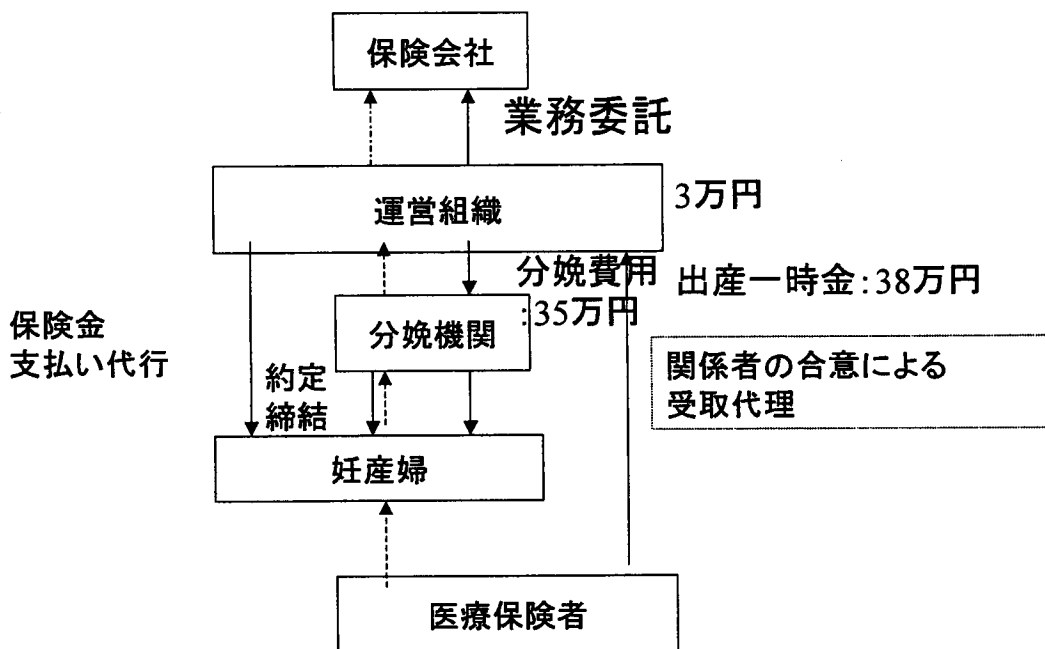 保険会社
業務委託
運営組織
3万円
分娩費用
:35万円
出産一時金:38万円
保険金
支払い代行
分娩機関
関係者の合意による
受取代理
約定
締結
妊産婦
医療保険者